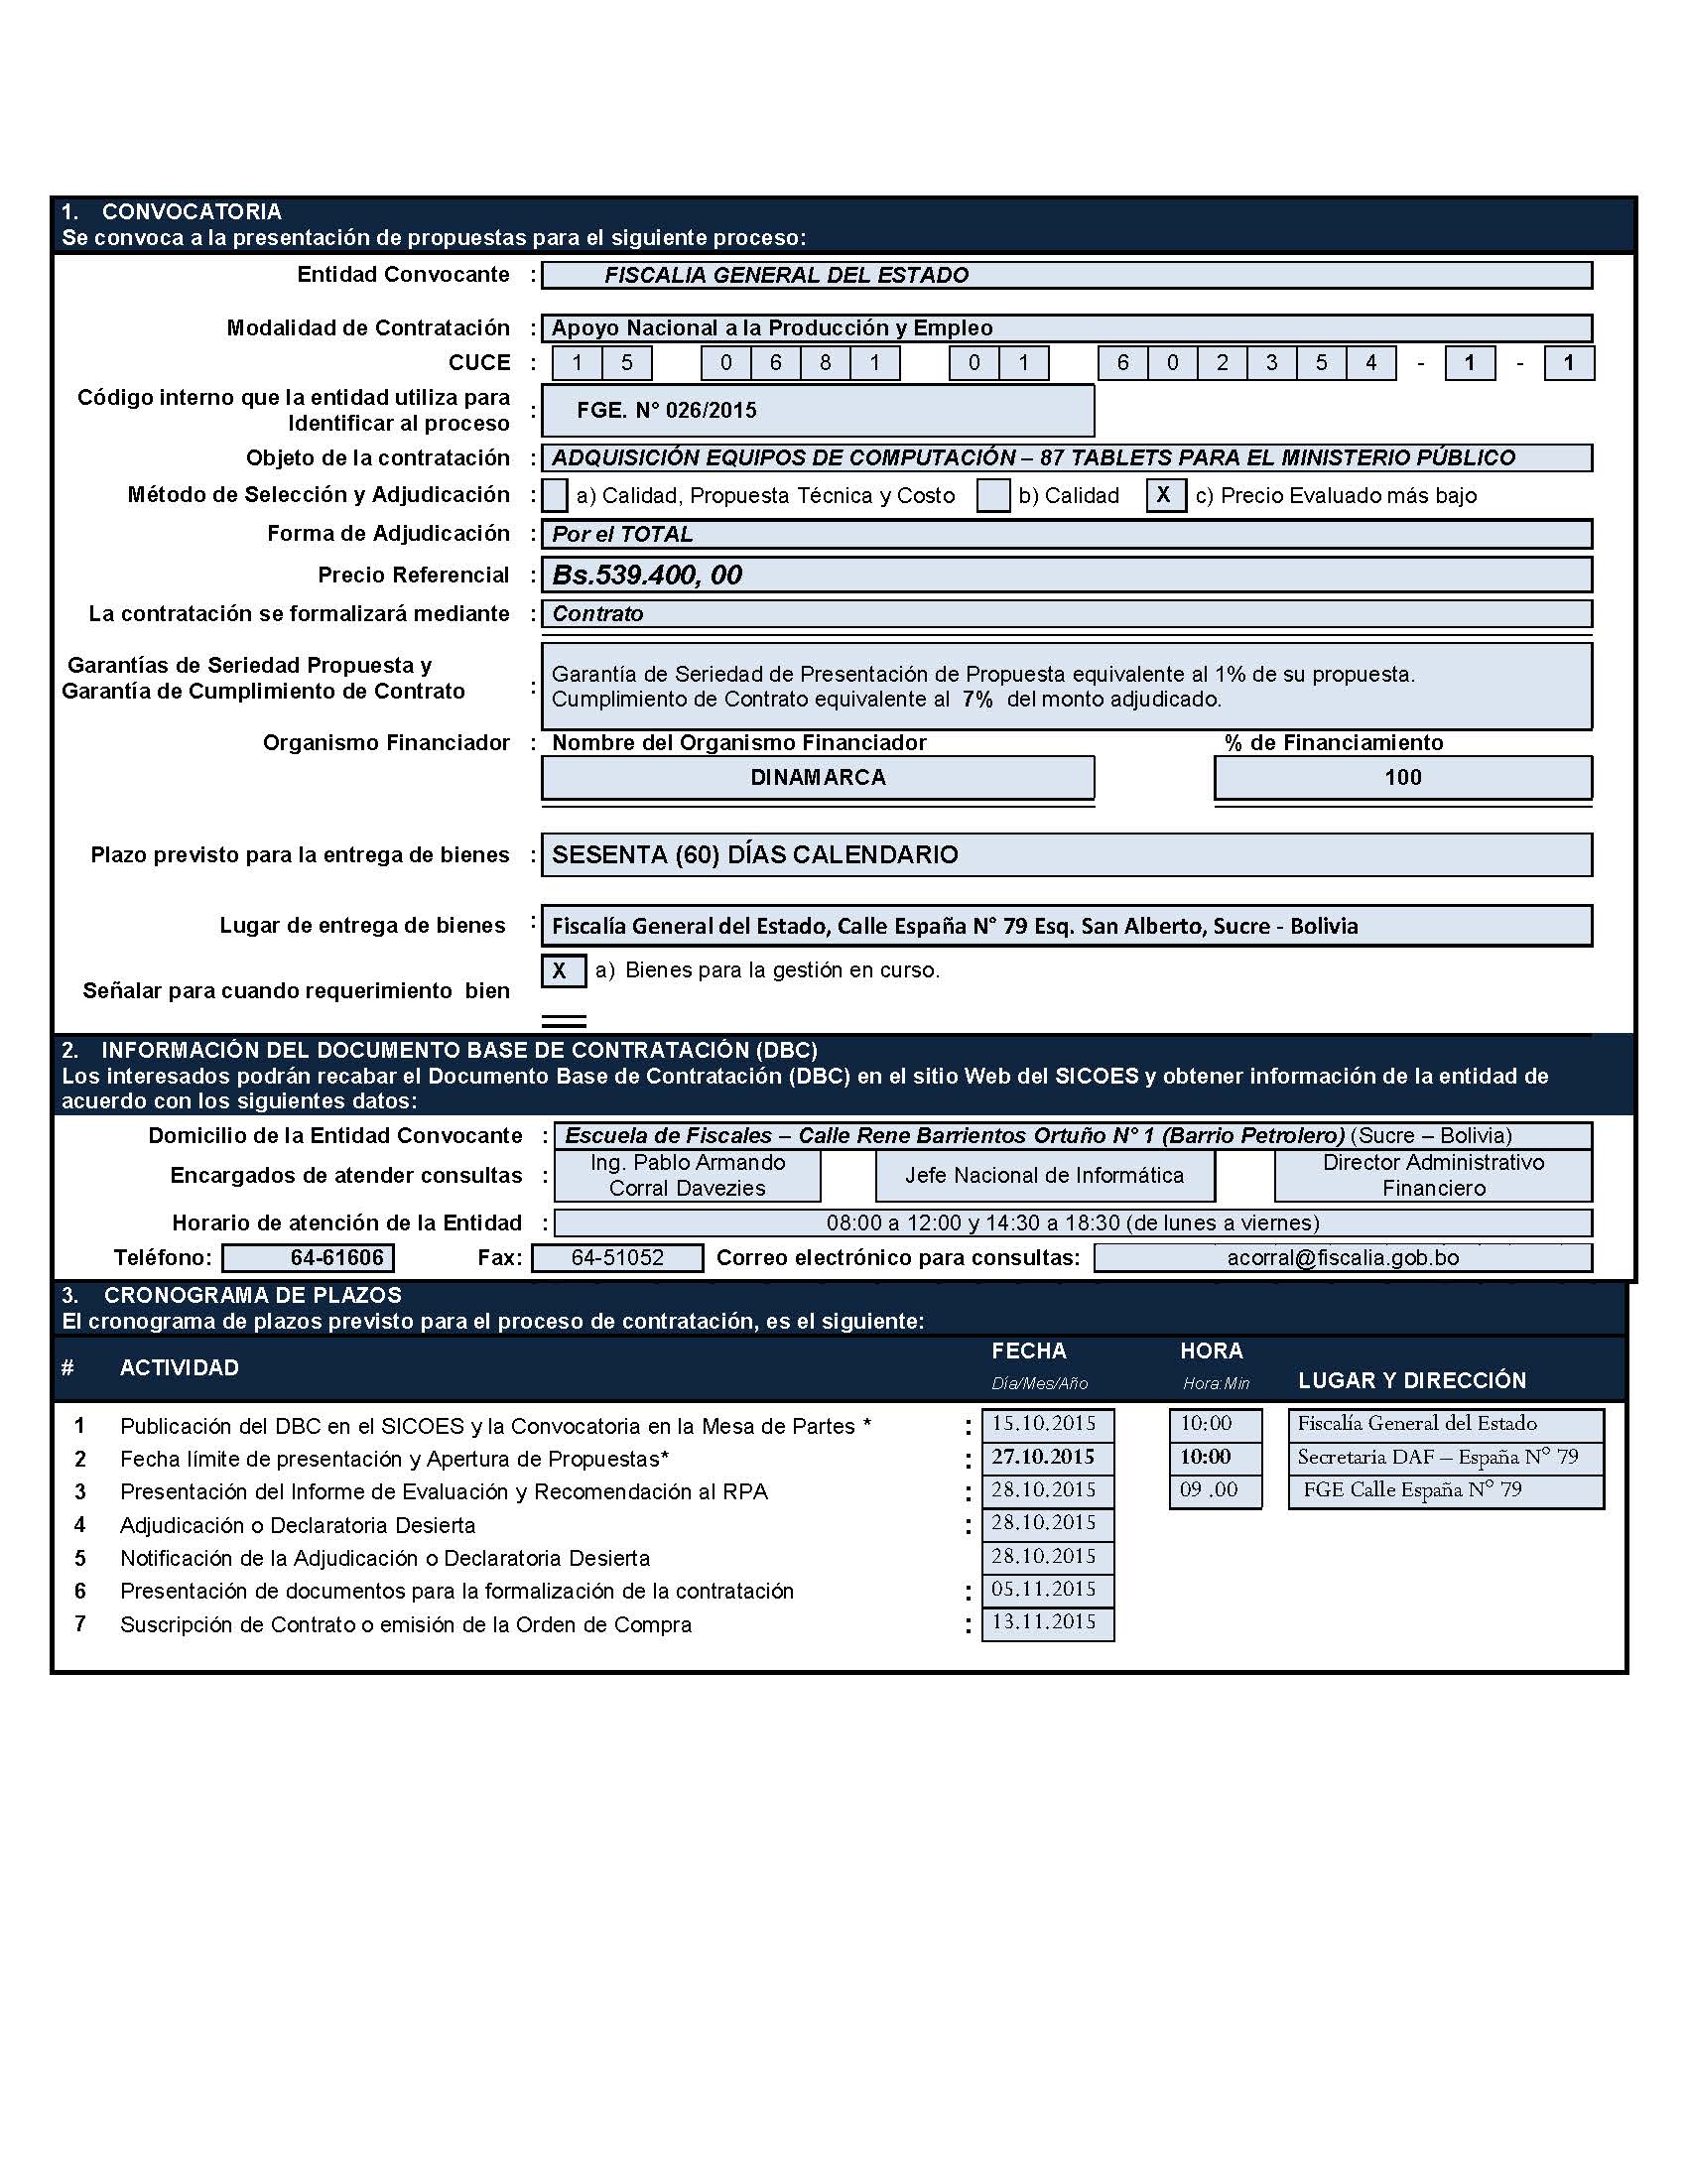 1. CONVOCATORIA
Se convoca a la presentación de propuestas para el siguiente proceso:
Entidad Convocante : FISCALIA GENERAL DEL ESTADO
Modalidad de Contratación : Apoyo Nacional a la Producción y Empleo
CUCE : 1 5 0 6 8 1 0 1 6 0 2 3 5 4 - 1 - 1
Código interno que la entidad utiliza para
Identificar al proceso : FGE. N° 026/2015
Objeto de la contratación : ADQUISICIÓN EQUIPOS DE COMPUTACIÓN – 87 TABLETS PARA EL MINISTERIO PÚBLICO
Método de Selección y Adjudicación : a) Calidad, Propuesta Técnica y Costo b) Calidad X c) Precio Evaluado más bajo
Forma de Adjudicación : Por el TOTAL
Precio Referencial : Bs.539.400, 00
La contratación se formalizará mediante : Contrato
Garantías de Seriedad Propuesta y
Garantía de Cumplimiento de Contrato :
Garantía de Seriedad de Presentación de Propuesta equivalente al 1% de su propuesta.
Cumplimiento de Contrato equivalente al 7% del monto adjudicado.
Organismo Financiador : Nombre del Organismo Financiador % de Financiamiento
DINAMARCA 100
Plazo previsto para la entrega de bienes : SESENTA (60) DÍAS CALENDARIO
Lugar de entrega de bienes : Fiscalía General del Estado, Calle España N° 79 Esq. San Alberto, Sucre - Bolivia
X a) Bienes para la gestión en curso.
Señalar para cuando requerimiento bien
2. INFORMACIÓN DEL DOCUMENTO BASE DE CONTRATACIÓN (DBC)
Los interesados podrán recabar el Documento Base de Contratación (DBC) en el sitio Web del SICOES y obtener información de la entidad de
acuerdo con los siguientes datos:
Domicilio de la Entidad Convocante : Escuela de Fiscales – Calle Rene Barrientos Ortuño N° 1 (Barrio Petrolero) (Sucre – Bolivia)
Encargados de atender consultas :
Ing. Pablo Armando
Corral Davezies
Jefe Nacional de Informática
Director Administrativo
Financiero
Horario de atención de la Entidad : 08:00 a 12:00 y 14:30 a 18:30 (de lunes a viernes)
Teléfono: 64-61606 Fax: 64-51052 Correo electrónico para consultas: acorral@fiscalia.gob.bo
3. CRONOGRAMA DE PLAZOS
El cronograma de plazos previsto para el proceso de contratación, es el siguiente:
# ACTIVIDAD FECHA HORA LUGAR Y DIRECCIÓN
Día/Mes/Año Hora:Min
1 Publicación del DBC en el SICOES y la Convocatoria en la Mesa de Partes * : 15.10.2015 10:00 Fiscalía General del Estado
2 Fecha límite de presentación y Apertura de Propuestas* : 27.10.2015 10:00 Secretaria DAF – España N° 79
3 Presentación del Informe de Evaluación y Recomendación al RPA : 28.10.2015 09 .00 FGE Calle España N° 79
4 Adjudicación o Declaratoria Desierta : 28.10.2015
5 Notificación de la Adjudicación o Declaratoria Desierta 28.10.2015
6 Presentación de documentos para la formalización de la contratación : 05.11.2015
7 Suscripción de Contrato o emisión de la Orden de Compra : 13.11.2015